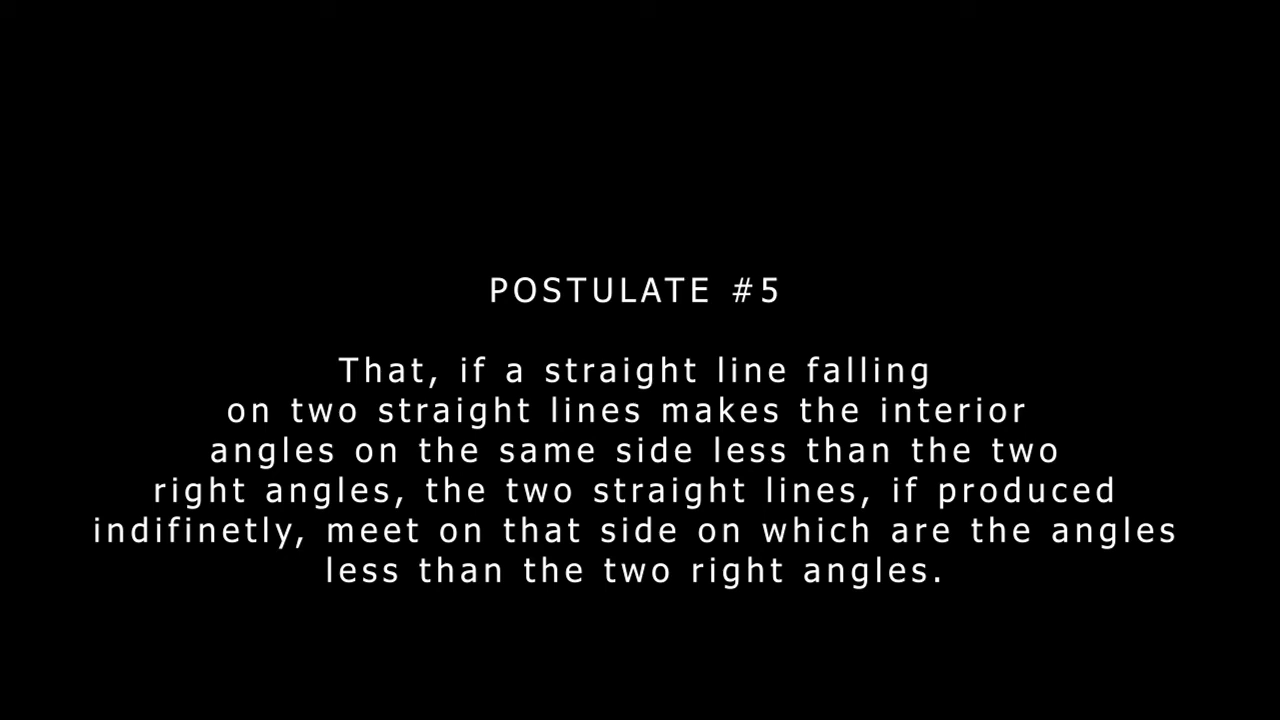 POSTULATE #5
That, if a straight line falling
on two straight lines makes the interior
angles on the same side less than the two
right angles, the two straight lines, if produced
indifinetly, meet on that side on which are the angles
less than the two right angles.